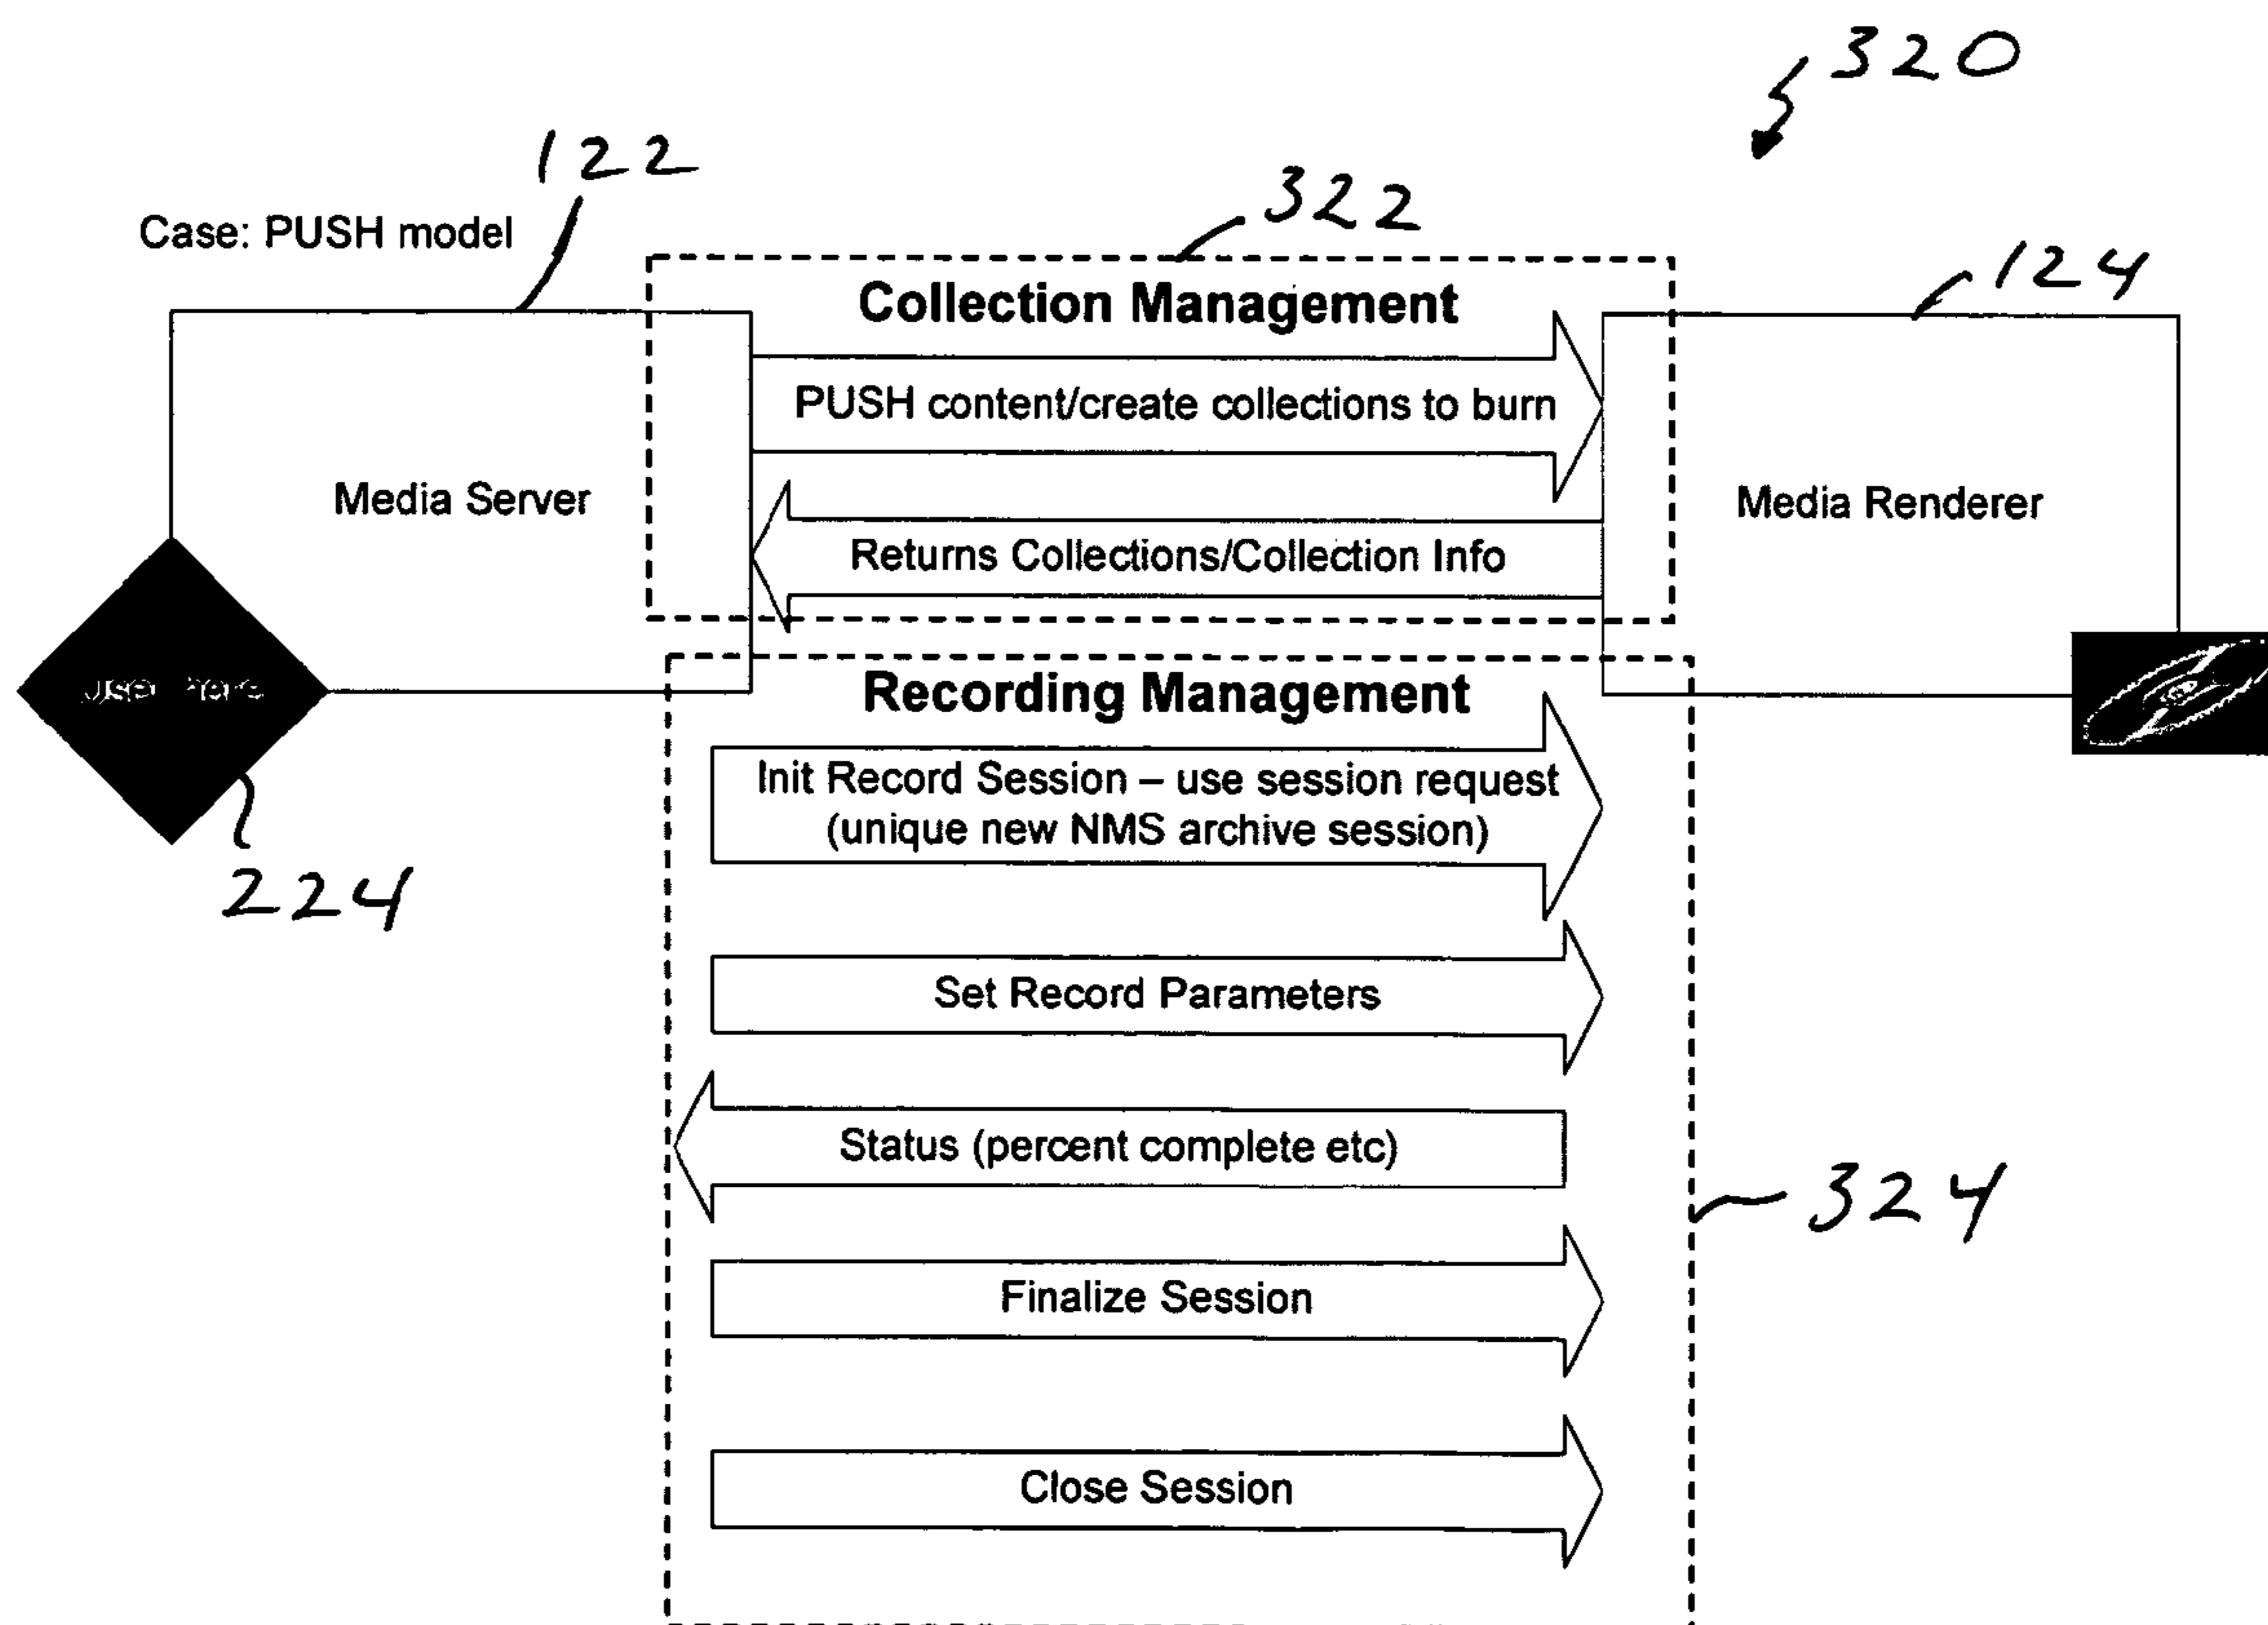 320
122
322
Case: PUSH model
124
Collection Management
PUSH content/create collections to burn
Media Server
Media Renderer
Returns Collections/Collection Info
here
Recording Management
Init Record Session – use session request
(unique new NMS archive session)
224
Set Record Parameters
Status (percent complete etc)
324
Finalize Session
Close Session